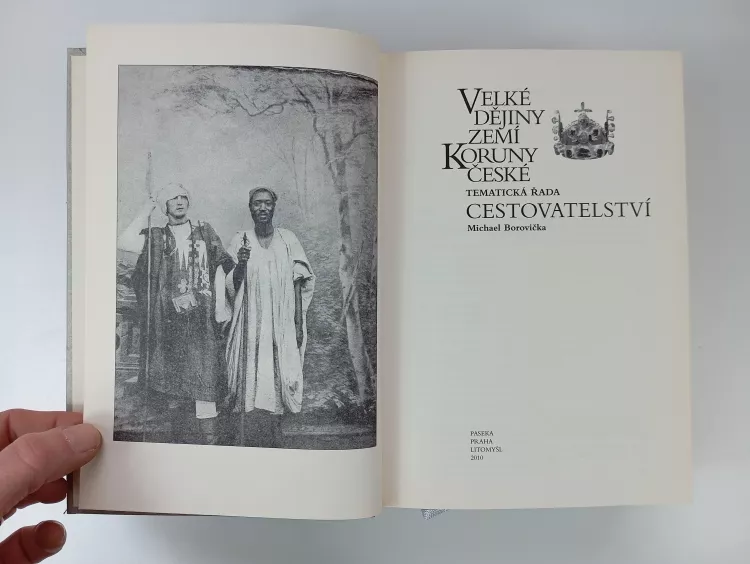 VELKÉ
DĚJINY
ZEMÍ
KORUNY
ČESKÉ
TEMATICKÁ ŘADA
CESTOVATELSTVÍ
Michael Borovička
PASEKA
PRAHA
LITOMYŠL
2010